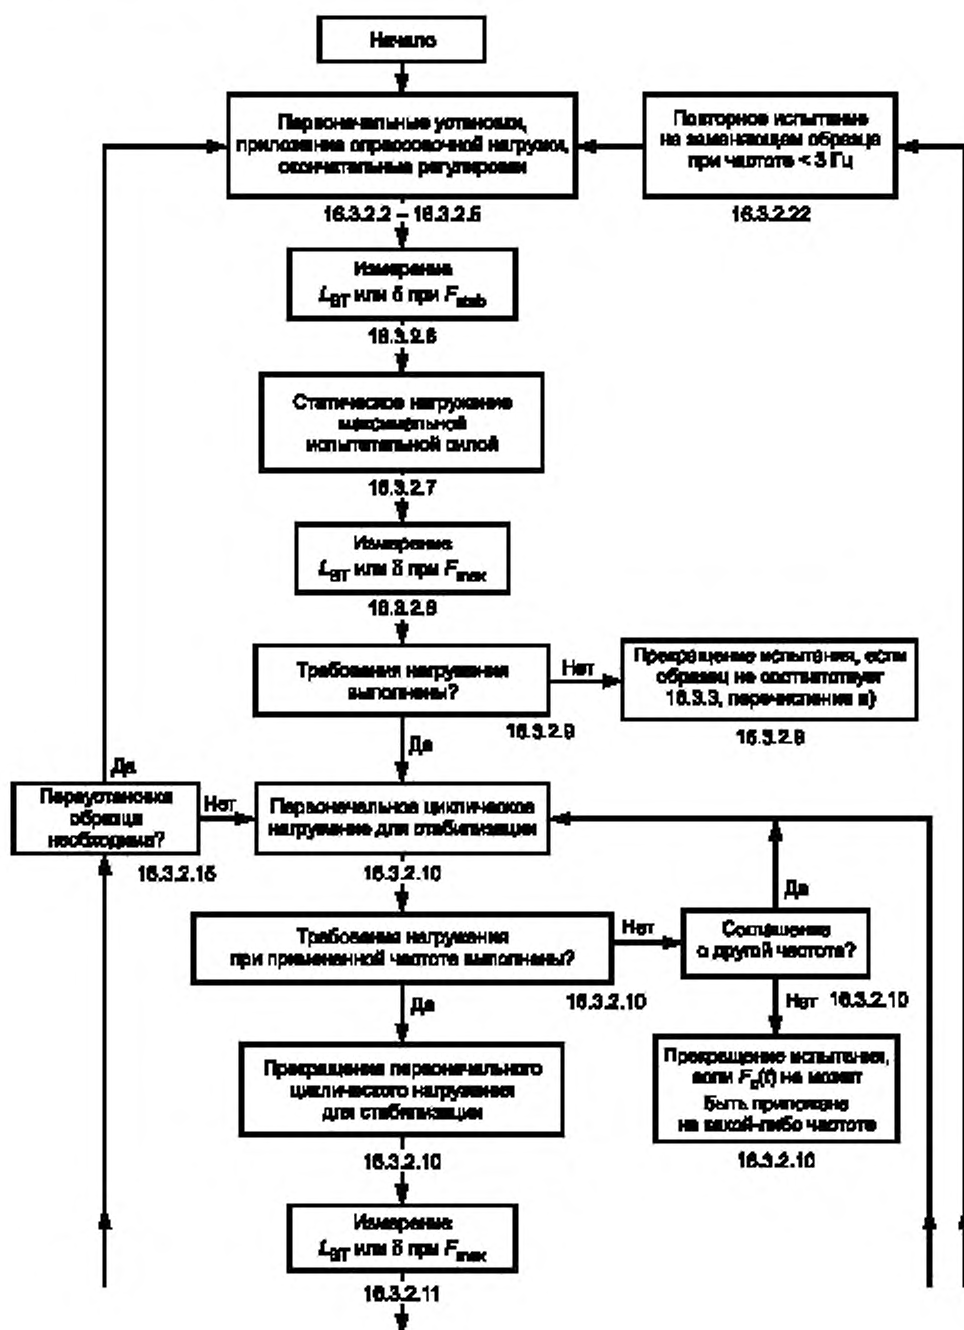 Начало
Первоначальные установки,
приложение опрессовочной нагрузки,
окончательные регулировки
Повторное испытание
на заменяющем образце
при частоте < 3 Гц
16.3.2.2 – 16.3.2.5
16.3.2.22
Измерение
L_BT или δ при F_stab
16.3.2.6
Статическое нагружение
максимальной
испытательной силой
16.3.2.7
Измерение
L_BT или δ при F_max
16.3.2.8
Требования нагружения
выполнены?
Нет
Прекращение испытания, если
образец не соответствует
16.3.3, перечисления а)
16.3.2.9
16.3.2.9
Да
Да
Переустановка
образца
необходима?
Нет
Первоначальное циклическое
нагружение для стабилизации
16.3.2.15
16.3.2.10
Да
Требования нагружения
при примененной частоте выполнены?
Нет
Соглашение
о другой частоте?
16.3.2.10
Да
Нет
16.3.2.10
Прекращение первоначального
циклического нагружения
для стабилизации
Прекращение испытания,
если F_c(t) не может
Быть приложена
на какой-либо частоте
16.3.2.10
16.3.2.10
Измерение
L_BT или δ при F_max
16.3.2.11